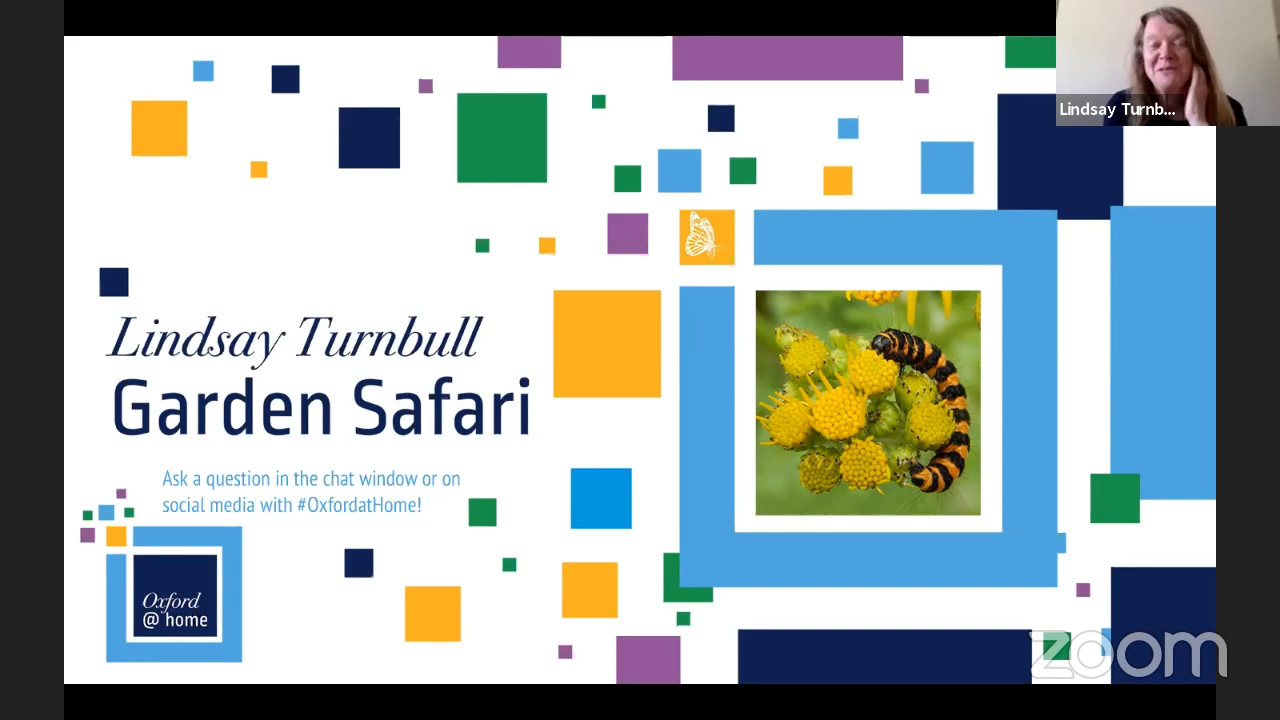 Lindsay Turnb...
Lindsay Turnbull
Garden Safari
Ask a question in the chat window or on
social media with #OxfordatHome!
Oxford
@ home
zoom